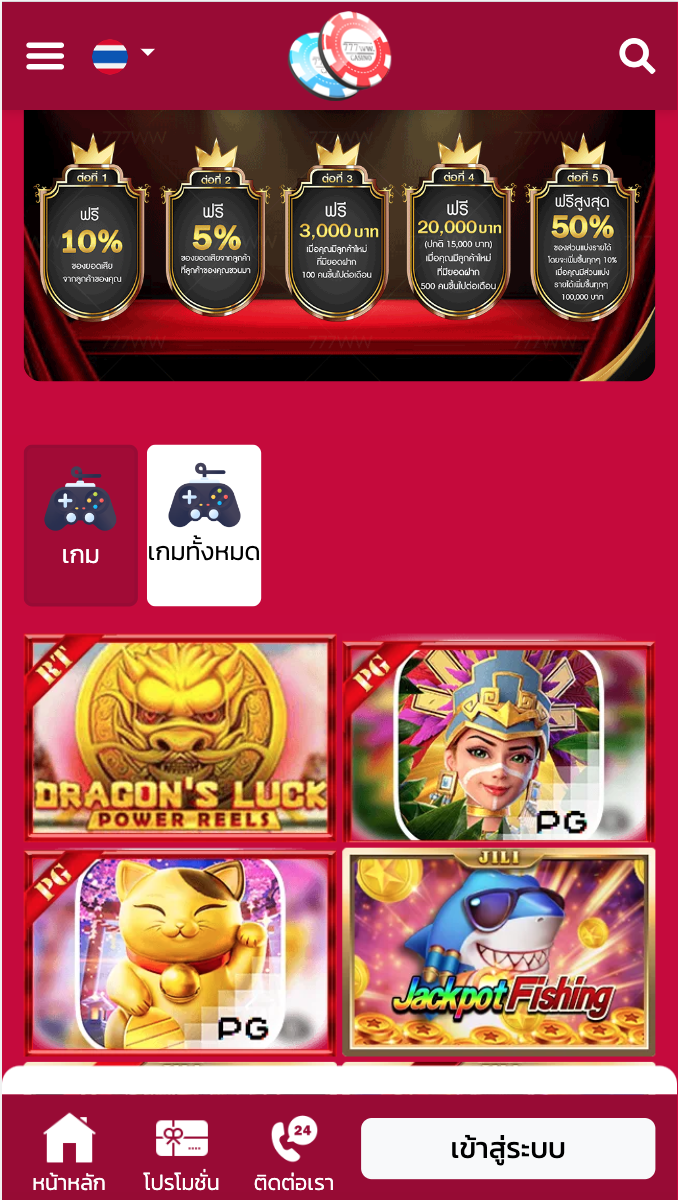 777WW
CASINO
777WW
777WW
777WW
ต่อที่ 1
ฟรี
10%
ของยอดเสีย
จากลูกค้าของคุณ
ต่อที่ 2
ฟรี
5%
ของยอดเสียจากลูกค้า
ที่ลูกค้าของคุณชวนมา
ต่อที่ 3
ฟรี
3,000 บาท
เมื่อคุณมีลูกค้าใหม่
ที่มียอดฝาก
100 คนขึ้นไปต่อเดือน
ต่อที่ 4
ฟรี
20,000 บาท
(ปกติ 15,000 บาท)
เมื่อคุณมีลูกค้าใหม่
ที่มียอดฝาก
500 คนขึ้นไปต่อเดือน
ต่อที่ 5
ฟรีสูงสุด
50%
ของส่วนแบ่งรายได้
โดยจะเพิ่มขึ้นทุกๆ 10%
เมื่อคุณมีส่วนแบ่ง
รายได้เพิ่มขึ้นทุกๆ
100,000 บาท
777WW
777WW
777WW
เกม
เกมทั้งหมด
RT
DRAGON'S LUCK
POWER REELS
PG
PG
PG
PG
JILI
Jackpot Fishing
หน้าหลัก
โปรโมชั่น
24
ติดต่อเรา
เข้าสู่ระบบ